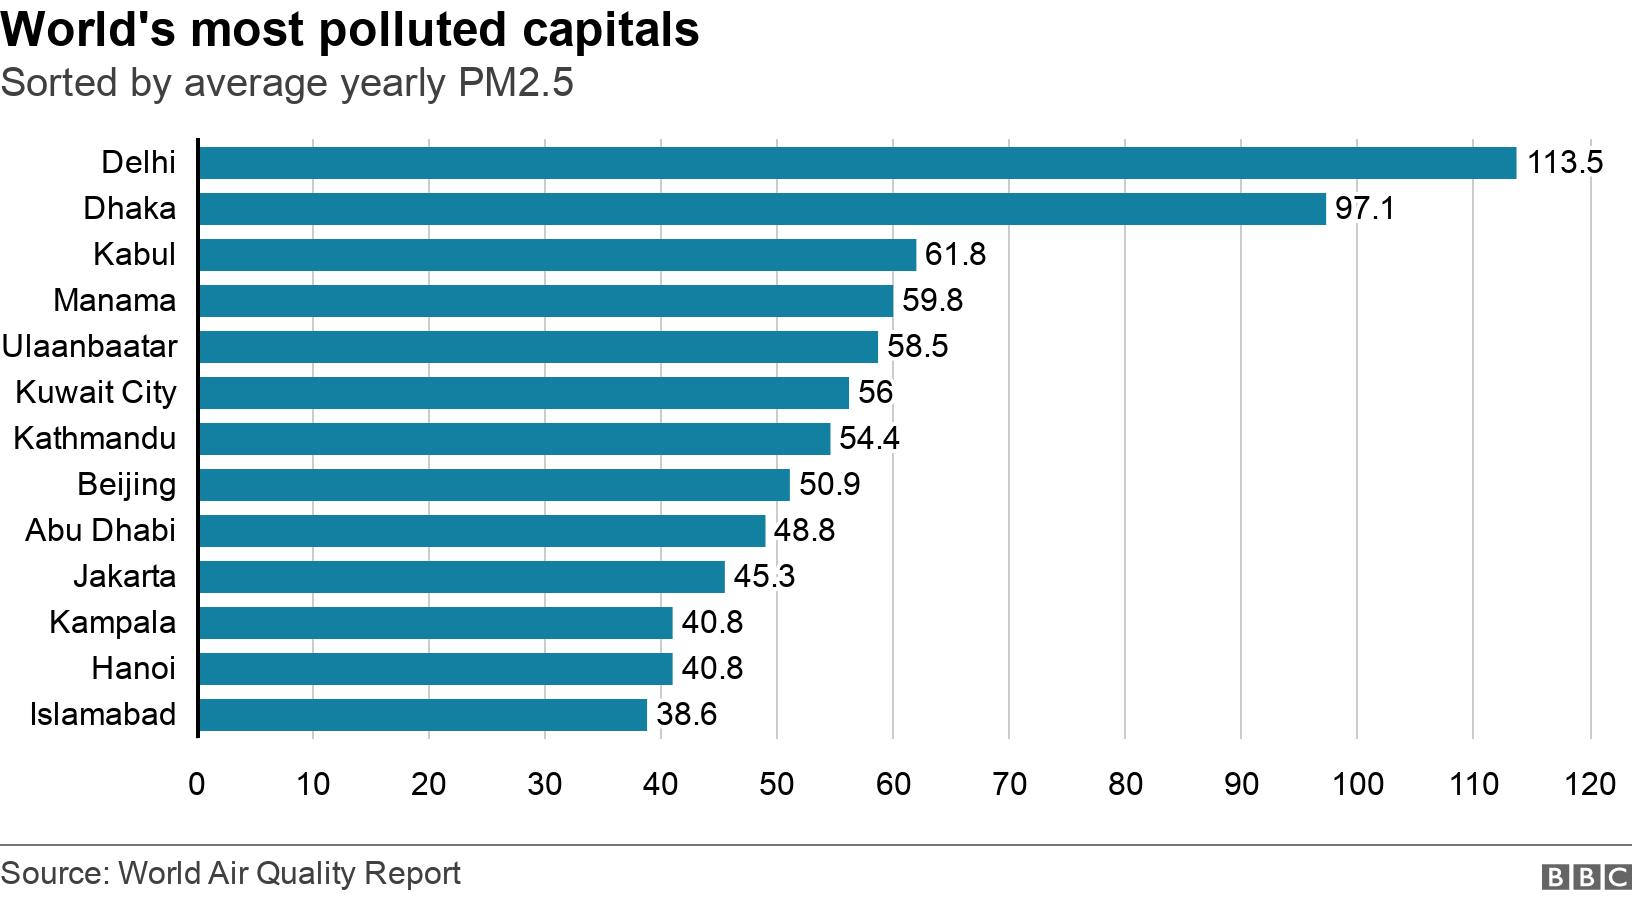 World's most polluted capitals
Sorted by average yearly PM2.5
Delhi 113.5
Dhaka 97.1
Kabul 61.8
Manama 59.8
Ulaanbaatar 58.5
Kuwait City 56
Kathmandu 54.4
Beijing 50.9
Abu Dhabi 48.8
Jakarta 45.3
Kampala 40.8
Hanoi 40.8
Islamabad 38.6
0 10 20 30 40 50 60 70 80 90 100 110 120
Source: World Air Quality Report
BBC